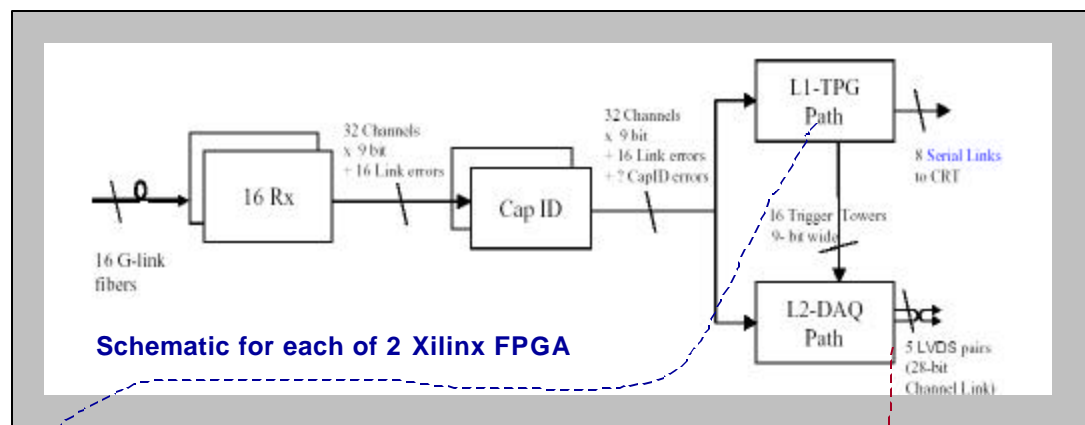 16 G-link
fibers
16 Rx
32 Channels
x 9 bit
+ 16 Link errors
Cap ID
32 Channels
x 9 bit
+ 16 Link errors
+ ? CapID errors
L1-TPG
Path
8 Serial Links
to CRT
16 Trigger Towers
9- bit wide
L2-DAQ
Path
5 LVDS pairs
(28-bit
Channel Link)
Schematic for each of 2 Xilinx FPGA